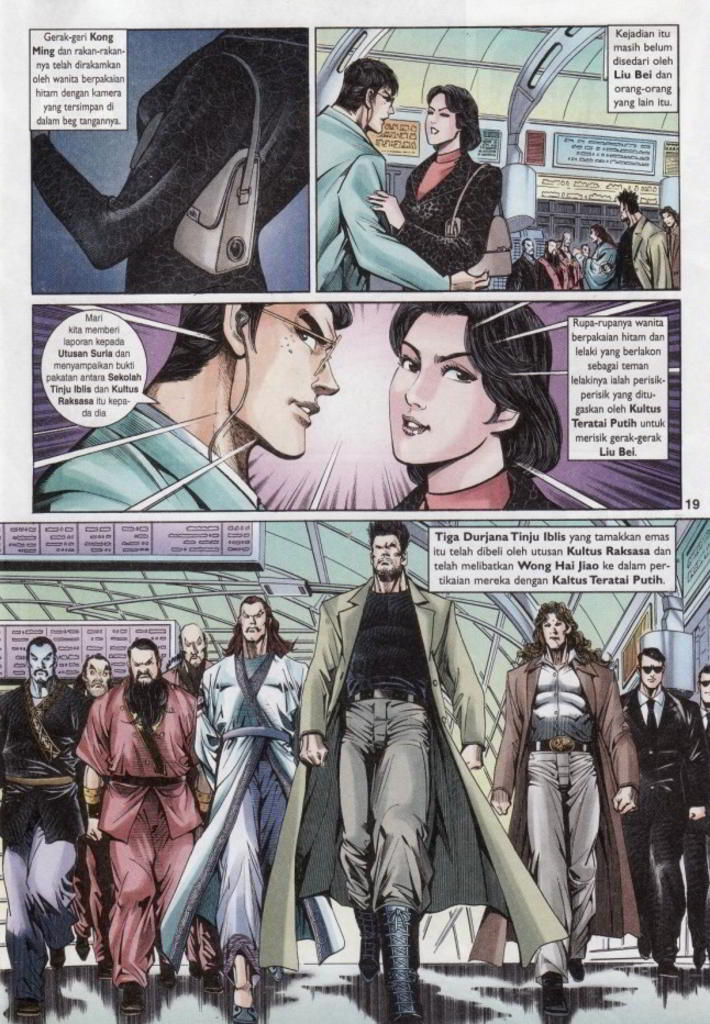 Gerak-geri Kong
Ming dan rakan-rakan-
nya telah dirakamkan
oleh wanita berpakaian
hitam dengan kamera
yang tersimpan di
dalam beg tangannya.
Kejadian itu
masih belum
disedari oleh
Liu Bei dan
orang-orang
yang lain itu.
Mari
kita memberi
laporan kepada
Utusan Suria dan
menyampaikan bukti
pakatan antara Sekolah
Tinju Iblis dan Kultus
Raksasa itu kepa-
da dia
Rupa-rupanya wanita
berpakaian hitam dan
lelaki yang berlakon
sebagai teman
lelakinya ialah perisik-
perisik yang ditu-
gaskan oleh Kultus
Teratai Putih untuk
merisik gerak-gerak
Liu Bei.
19
Tiga Durjana Tinju Iblis yang tamakkan emas
itu telah dibeli oleh utusan Kultus Raksasa dan
telah melibatkan Wong Hai Jiao ke dalam per-
tikaian mereka dengan Kaltus Teratai Putih.